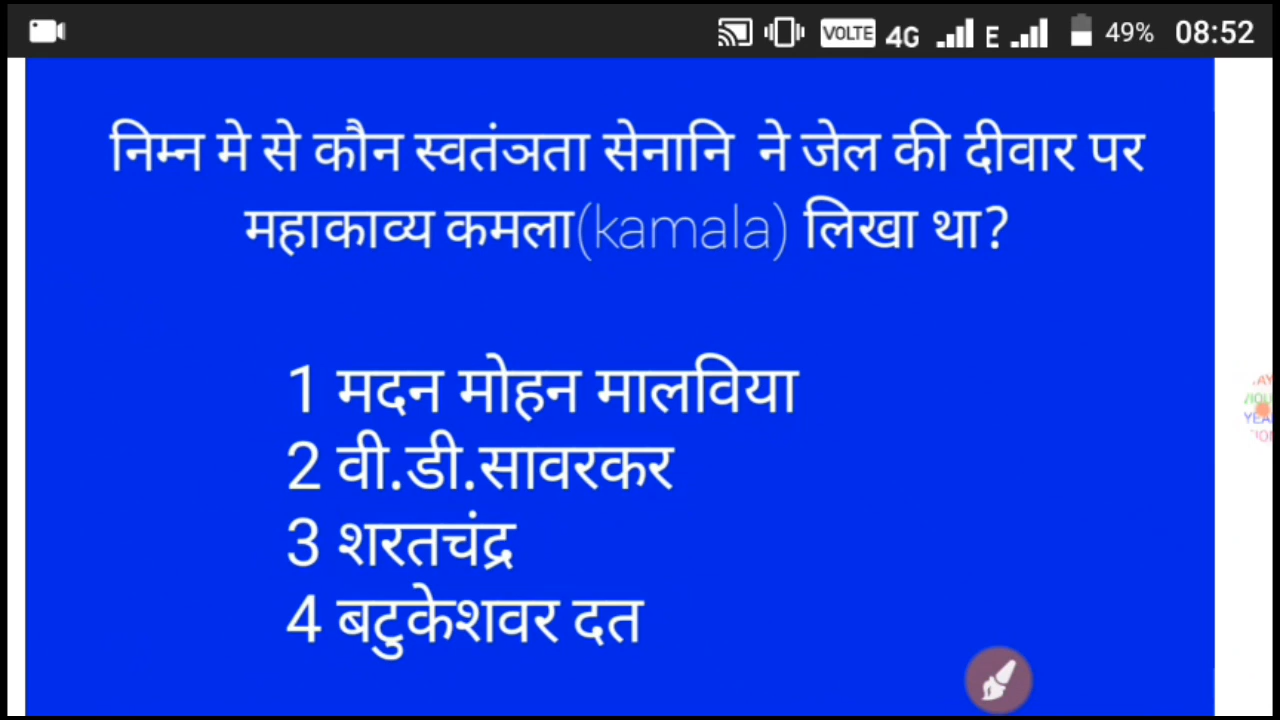 VOLTE 4G E 49% 08:52
निम्न मे से कौन स्वतंञता सेनानि ने जेल की दीवार पर
महाकाव्य कमला(kamala) लिखा था?
1 मदन मोहन मालविया
2 वी.डी.सावरकर
3 शरतचंद्र
4 बटुकेशवर दत